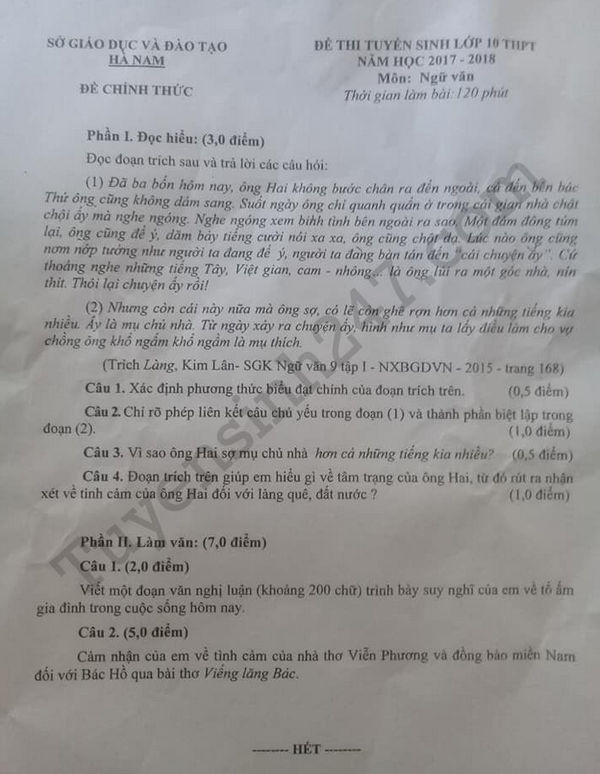 SỞ GIÁO DỤC VÀ ĐÀO TẠO
HÀ NAM
ĐỀ CHÍNH THỨC
ĐỀ THI TUYỂN SINH LỚP 10 THPT
NĂM HỌC 2017 - 2018
Môn: Ngữ văn
Thời gian làm bài: 120 phút
Phần I. Đọc hiểu: (3,0 điểm)
Đọc đoạn trích sau và trả lời các câu hỏi:
(1) Đã ba bốn hôm nay, ông Hai không bước chân ra đến ngoài, cả đến bên bác
Thứ ông cũng không dám sang. Suốt ngày ông chỉ quanh quẩn ở trong cái gian nhà chật
chội ấy mà nghe ngóng. Nghe ngóng xem bihh tình bên ngoài ra sao. Một đám đông túm
lại, ông cũng để ý, dăm bảy tiếng cười nói xa xa, ông cũng chột dạ. Lúc nào ông cũng
nơm nớp tưởng như người ta đang để ý, người ta đang bàn tán đến "cái chuyện ấy". Cứ
thoáng nghe những tiếng Tây, Việt gian, cam - nhông... là ông lủi ra một góc nhà, nín
thít. Thôi lại chuyện ấy rồi!
(2) Nhưng còn cái này nữa mà ông sợ, có lẽ còn ghê rợn hơn cả những tiếng kia
nhiều. Ấy là mụ chủ nhà. Từ ngày xảy ra chuyện ấy, hình như mụ ta lấy điều làm cho vợ
chồng ông khổ ngấm khổ ngầm là mụ thích.
(Trích Làng, Kim Lân- SGK Ngữ văn 9 tập I - NXBGDVN - 2015 - trang 168)
Câu 1. Xác định phương thức biểu đạt chính của đoạn trích trên. (0,5 điểm)
Câu 2. Chỉ rõ phép liên kết câu chủ yếu trong đoạn (1) và thành phần biệt lập trong
đoạn (2). (1,0 điểm)
Câu 3. Vì sao ông Hai sợ mụ chủ nhà hơn cả những tiếng kia nhiều? (0,5 điểm)
Câu 4. Đoạn trích trên giúp em hiểu gì về tâm trạng của ông Hai, từ đó rút ra nhận
xét về tình cảm của ông Hai đối với làng quê, đất nước ? (1,0 điểm)
Phần II. Làm văn: (7,0 điểm)
Câu 1. (2,0 điểm)
Viết một đoạn văn nghị luận (khoảng 200 chữ) trình bày suy nghĩ của em về tổ ấm
gia đình trong cuộc sống hôm nay.
Câu 2. (5,0 điểm)
Cảm nhận của em về tình cảm của nhà thơ Viễn Phương và đồng bào miền Nam
đối với Bác Hồ qua bài thơ Viếng lăng Bác.
-------- HẾT --------
Tuyensinh247.com